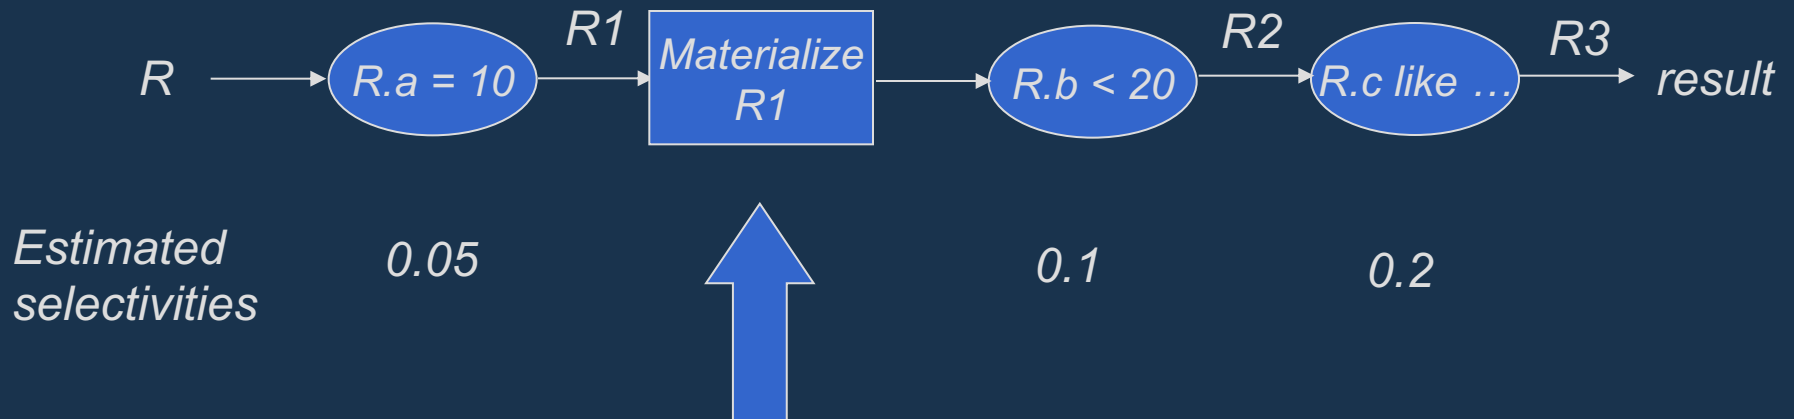 R
R.a = 10
R1
Materialize
R1
R.b < 20
R2
R.c like …
R3
result
Estimated
selectivities
0.05
0.1
0.2